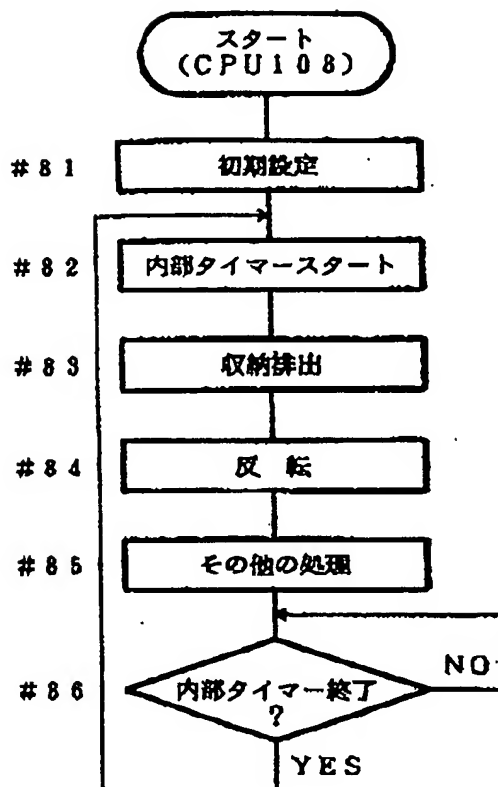 スタート
(CPU108)
#81 初期設定
#82 内部タイマースタート
#83 収納排出
#84 反転
#85 その他の処理
#86 内部タイマー終了
?
NO
YES